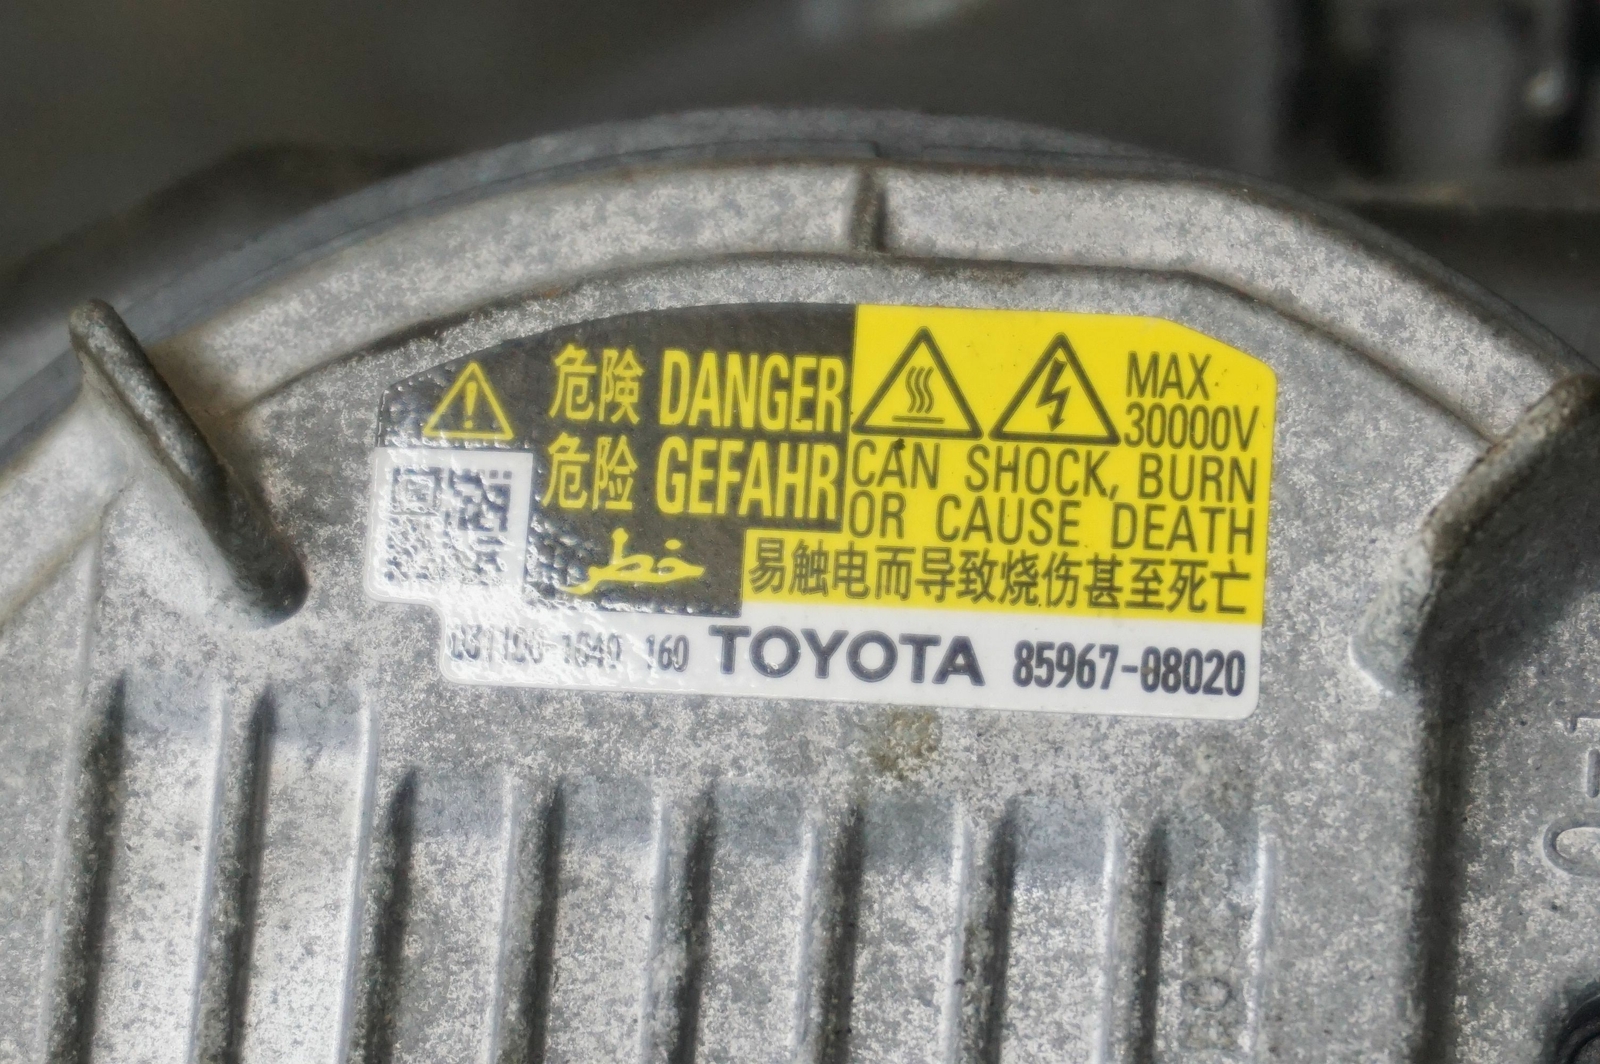 危険 DANGER
危险 GEFAHR
خطر
MAX.
30000V
CAN SHOCK, BURN
OR CAUSE DEATH
易触电而导致烧伤甚至死亡
160 TOYOTA 85967-08020